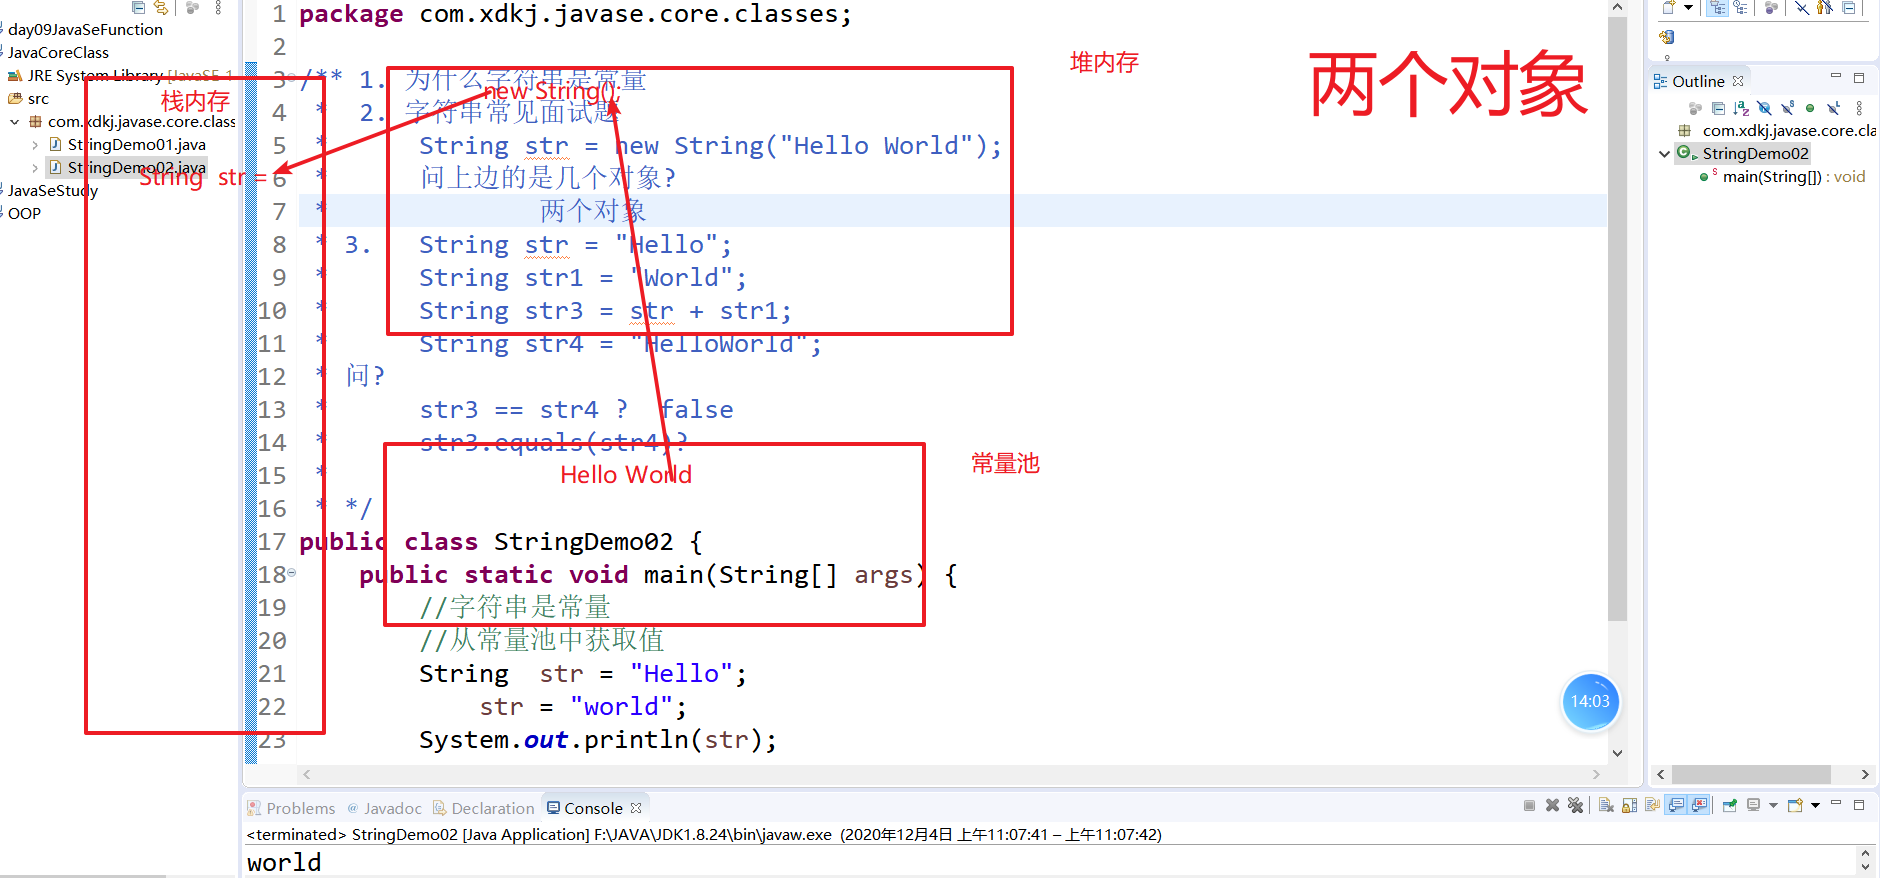 day09JavaSeFunction
JavaCoreClass
JRE System Library [JavaSE-1
src
com.xdkj.javase.core.class
StringDemo01.java
StringDemo02.java
JavaSeStudy
OOP
栈内存
String str =
1 package com.xdkj.javase.core.classes;
2
3 /** 1. 为什么字符串是常量
4 * 2. 字符串常见面试题
5 * String str = new String("Hello World");
6 * 问上边的是几个对象?
7 * 两个对象
8 * 3. String str = "Hello";
9 * String str1 = "World";
10 * String str3 = str + str1;
11 * String str4 = "HelloWorld";
12 * 问?
13 * str3 == str4 ? false
14 * str3.equals(str4)?
15 *
16 * */
17 public class StringDemo02 {
18 public static void main(String[] args) {
19 //字符串是常量
20 //从常量池中获取值
21 String str = "Hello";
22 str = "world";
23 System.out.println(str);
new String();
堆内存
两个对象
Hello World
常量池
14:03
Outline
com.xdkj.javase.core.cla
StringDemo02
main(String[]) : void
Problems @ Javadoc Declaration Console
<terminated> StringDemo02 [Java Application] F:\JAVA\JDK1.8.24\bin\javaw.exe (2020年12月4日 上午11:07:41 – 上午11:07:42)
world